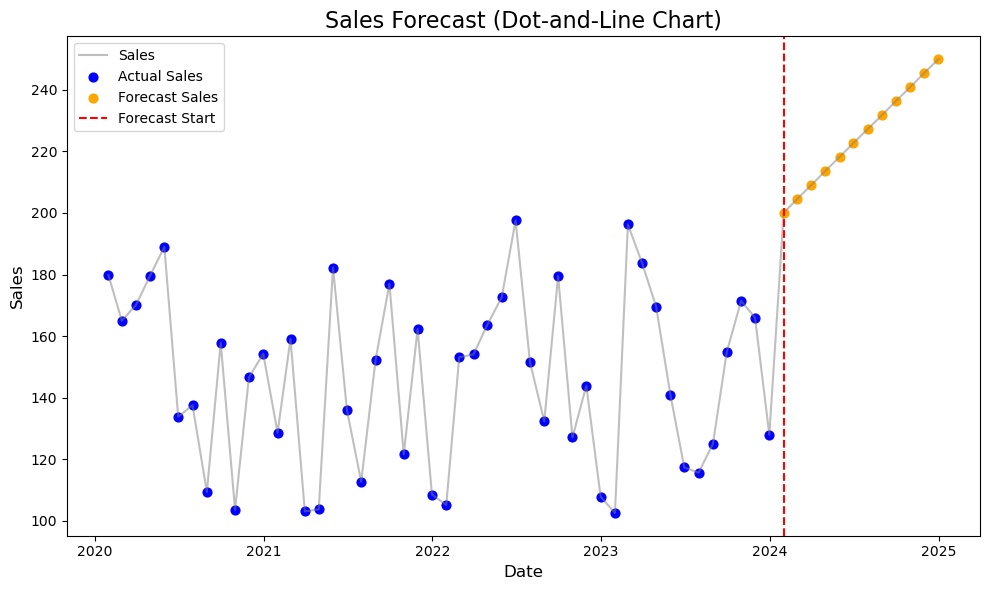 Sales Forecast (Dot-and-Line Chart)
Sales
Actual Sales
Forecast Sales
Forecast Start
240
220
200
180
160
140
120
100
Sales
2020
2021
2022
2023
2024
2025
Date